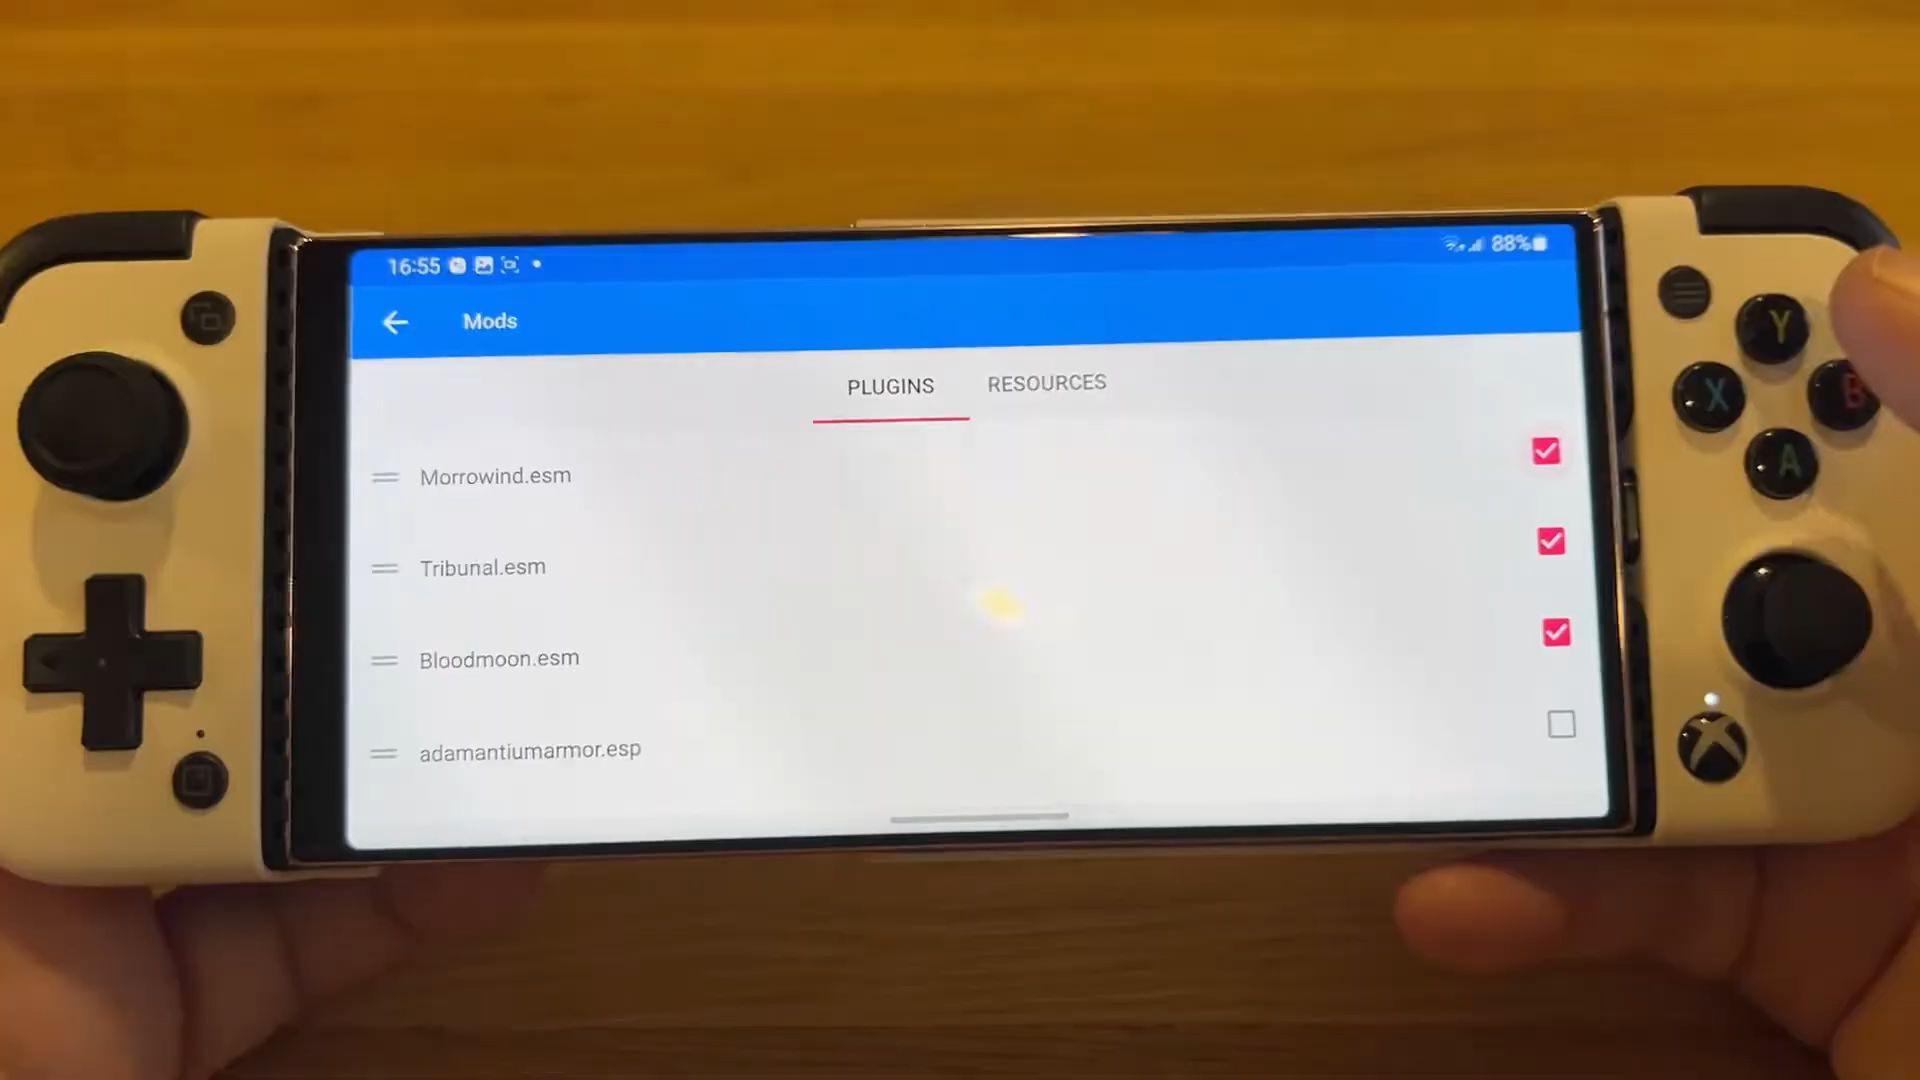 16:55
88%
Mods
PLUGINS
RESOURCES
Morrowind.esm
Tribunal.esm
Bloodmoon.esm
adamantiumarmor.esp
Y
X
B
A